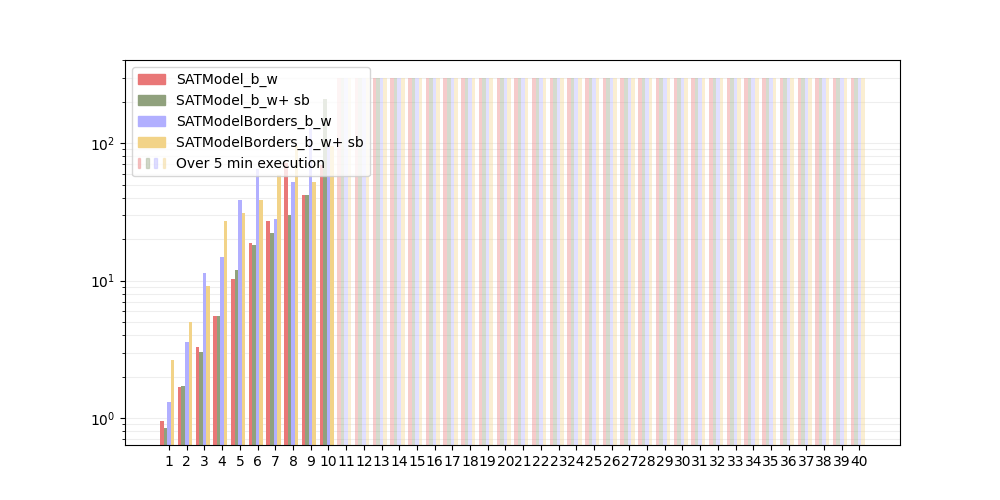 SATModel_b_w
SATModel_b_w+ sb
SATModelBorders_b_w
SATModelBorders_b_w+ sb
Over 5 min execution
10²
10¹
10⁰
1 2 3 4 5 6 7 8 9 10 11 12 13 14 15 16 17 18 19 20 21 22 23 24 25 26 27 28 29 30 31 32 33 34 35 36 37 38 39 40